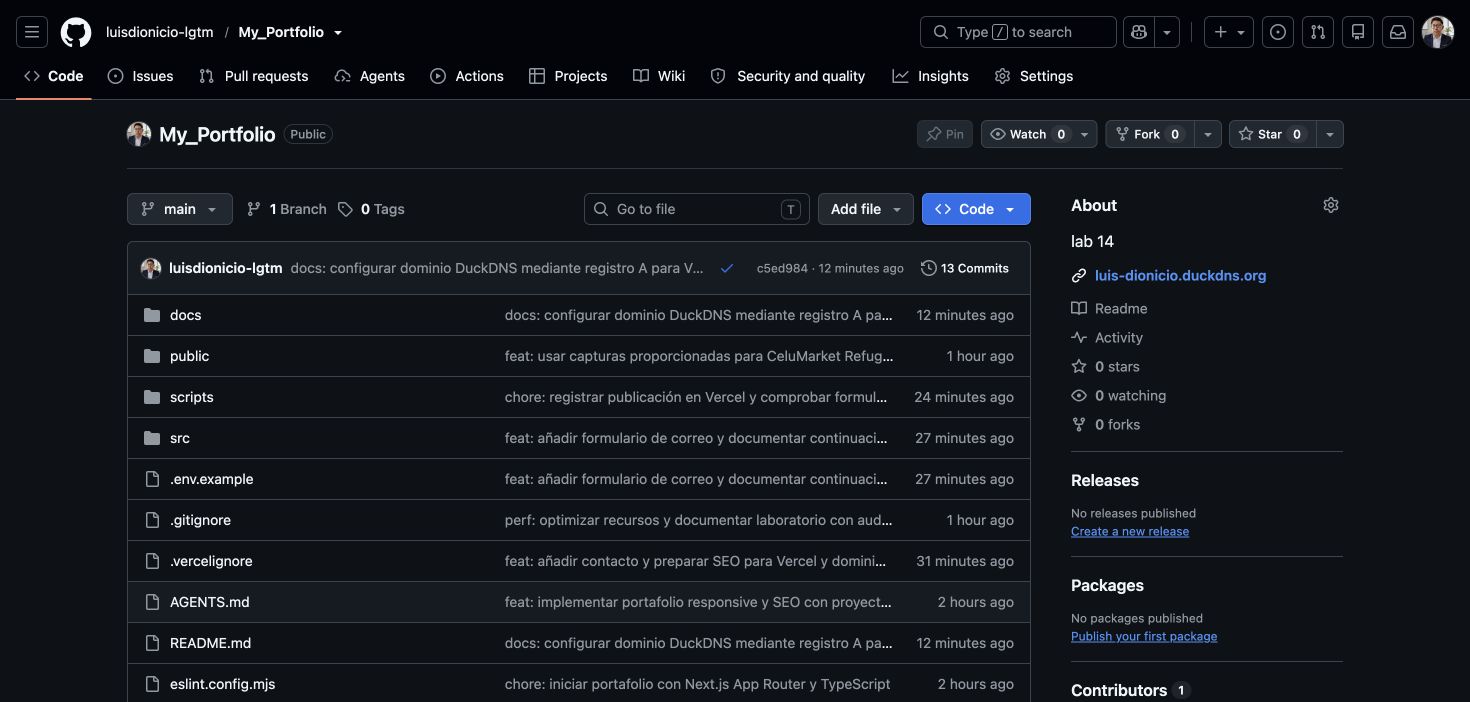 luisdionicio-lgtm / My_Portfolio
Type / to search
Code Issues Pull requests Agents Actions Projects Wiki Security and quality Insights Settings
My_Portfolio Public
Pin Watch 0 Fork 0 Star 0
main 1 Branch 0 Tags
Go to file T Add file Code
luisdionicio-lgtm docs: configurar dominio DuckDNS mediante registro A para V... c5ed984 · 12 minutes ago 13 Commits
docs docs: configurar dominio DuckDNS mediante registro A pa... 12 minutes ago
public feat: usar capturas proporcionadas para CeluMarket Refug... 1 hour ago
scripts chore: registrar publicación en Vercel y comprobar formul... 24 minutes ago
src feat: añadir formulario de correo y documentar continuaci... 27 minutes ago
.env.example feat: añadir formulario de correo y documentar continuaci... 27 minutes ago
.gitignore perf: optimizar recursos y documentar laboratorio con aud... 1 hour ago
.vercelignore feat: añadir contacto y preparar SEO para Vercel y domini... 31 minutes ago
AGENTS.md feat: implementar portafolio responsive y SEO con proyect... 2 hours ago
README.md docs: configurar dominio DuckDNS mediante registro A pa... 12 minutes ago
eslint.config.mjs chore: iniciar portafolio con Next.js App Router y TypeScript 2 hours ago
About
lab 14
luis-dionicio.duckdns.org
Readme
Activity
0 stars
0 watching
0 forks
Releases
No releases published
Create a new release
Packages
No packages published
Publish your first package
Contributors 1